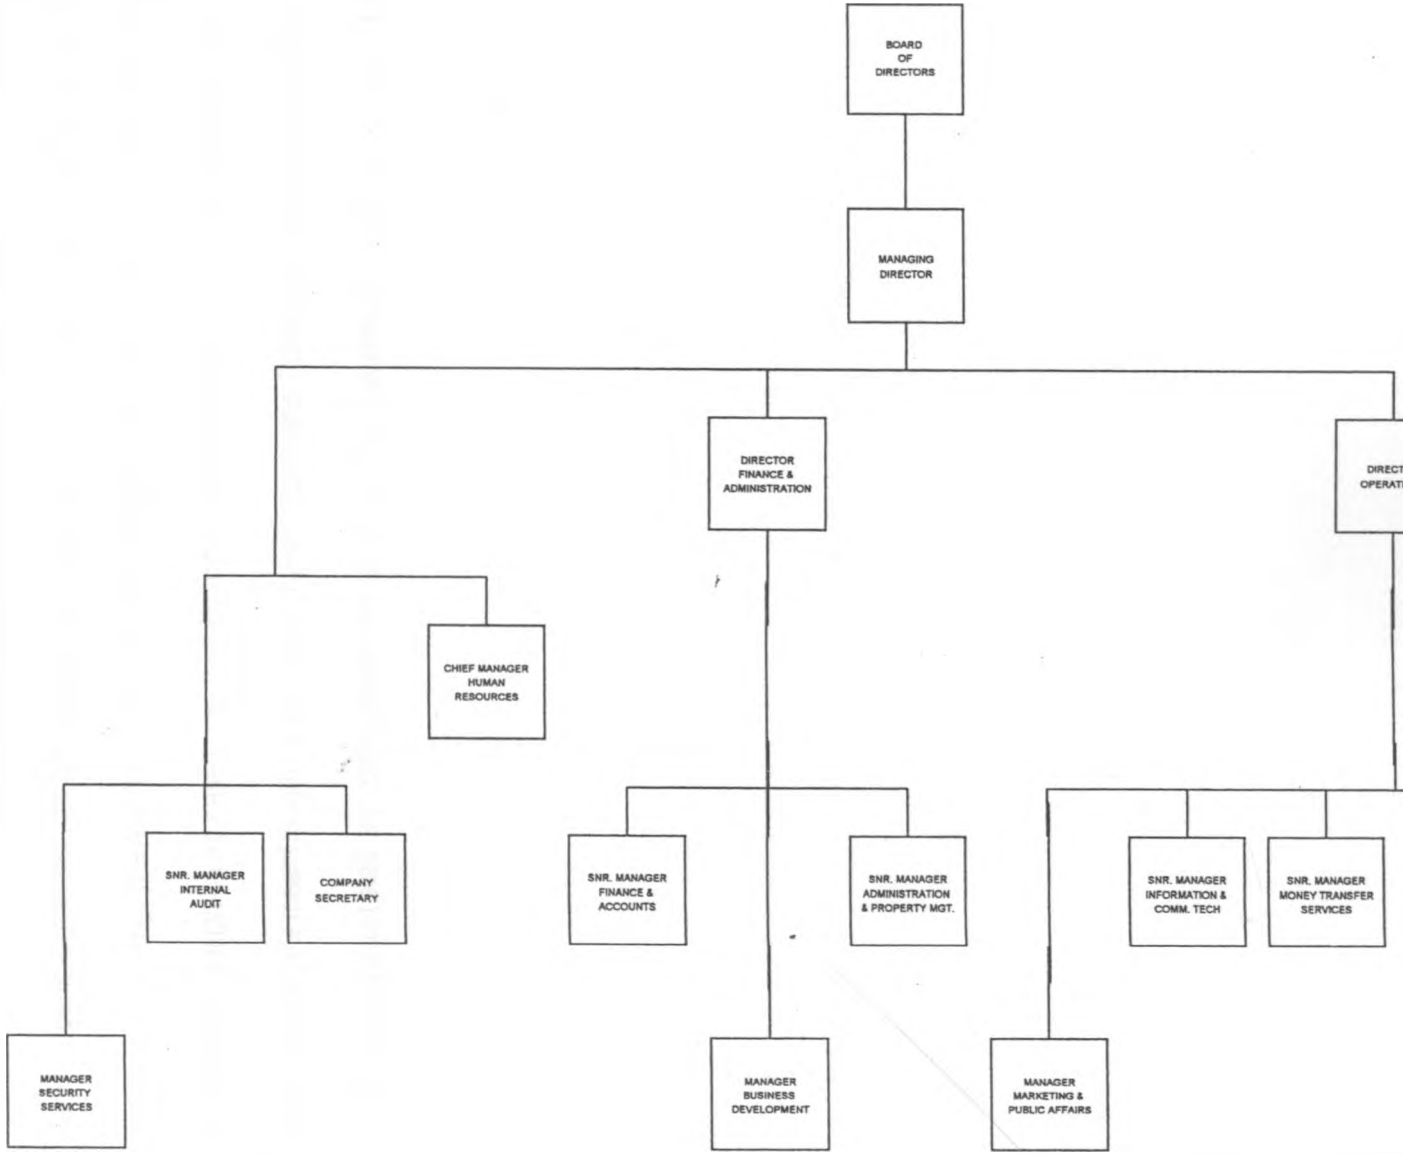 BOARD
OF
DIRECTORS
MANAGING
DIRECTOR
DIRECTOR
FINANCE &
ADMINISTRATION
DIRECT
OPERATI
CHIEF MANAGER
HUMAN
RESOURCES
SNR. MANAGER
INTERNAL
AUDIT
COMPANY
SECRETARY
SNR. MANAGER
FINANCE &
ACCOUNTS
SNR. MANAGER
ADMINISTRATION
& PROPERTY MGT.
SNR. MANAGER
INFORMATION &
COMM. TECH
SNR. MANAGER
MONEY TRANSFER
SERVICES
MANAGER
SECURITY
SERVICES
MANAGER
BUSINESS
DEVELOPMENT
MANAGER
MARKETING &
PUBLIC AFFAIRS